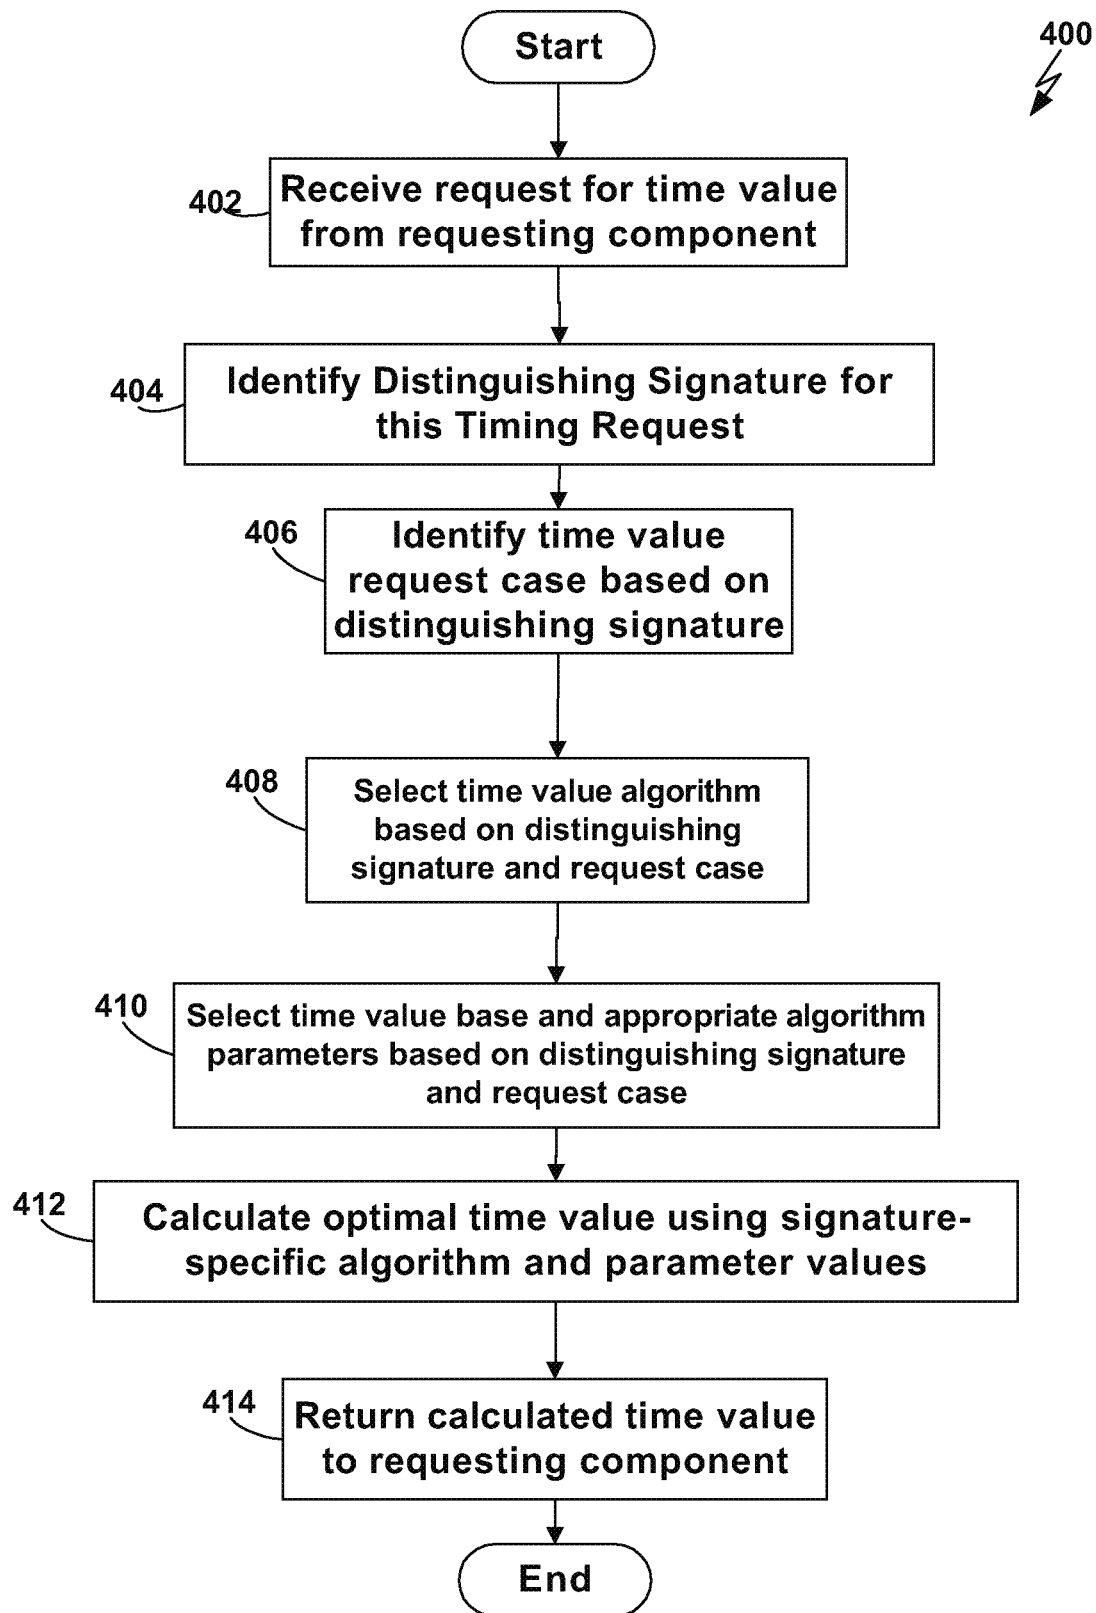 Start
400
402
Receive request for time value
from requesting component
404
Identify Distinguishing Signature for
this Timing Request
406
Identify time value
request case based on
distinguishing signature
408
Select time value algorithm
based on distinguishing
signature and request case
410
Select time value base and appropriate algorithm
parameters based on distinguishing signature
and request case
412
Calculate optimal time value using signature-
specific algorithm and parameter values
414
Return calculated time value
to requesting component
End